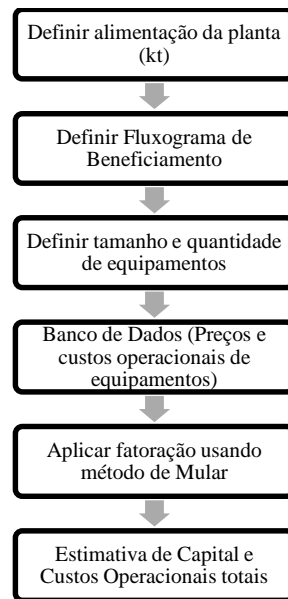 Definir alimentação da planta
(kt)
Definir Fluxograma de
Beneficiamento
Definir tamanho e quantidade
de equipamentos
Banco de Dados (Preços e
custos operacionais de
equipamentos)
Aplicar fatoração usando
método de Mular
Estimativa de Capital e
Custos Operacionais totais